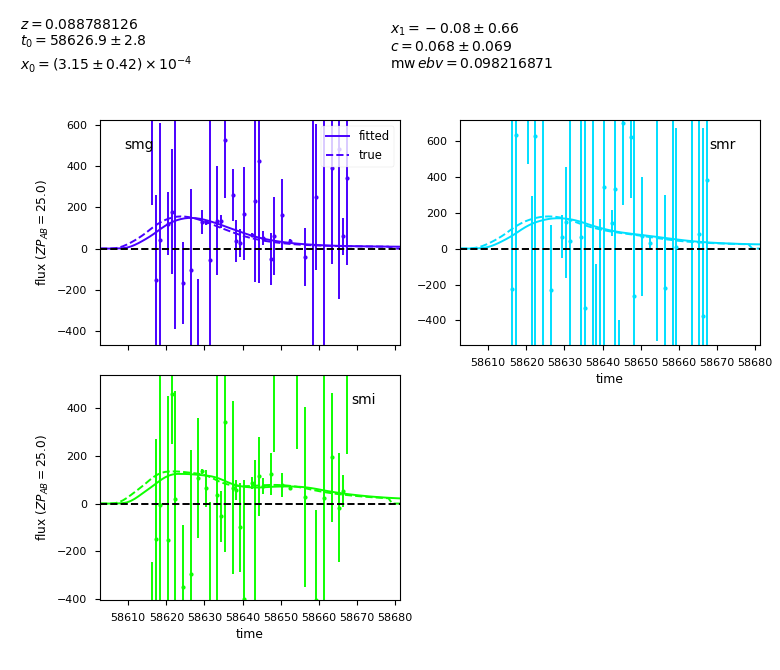 z = 0.088788126
t₀ = 58626.9 ± 2.8
x₀ = (3.15 ± 0.42) × 10⁻⁴
x₁ = −0.08 ± 0.66
c = 0.068 ± 0.069
mw ebv = 0.098216871
smg
fitted
true
flux (ZP_AB = 25.0)
600
400
200
0
−200
−400
smr
600
400
200
0
−200
−400
58610 58620 58630 58640 58650 58660 58670 58680
time
smi
flux (ZP_AB = 25.0)
400
200
0
−200
−400
58610 58620 58630 58640 58650 58660 58670 58680
time